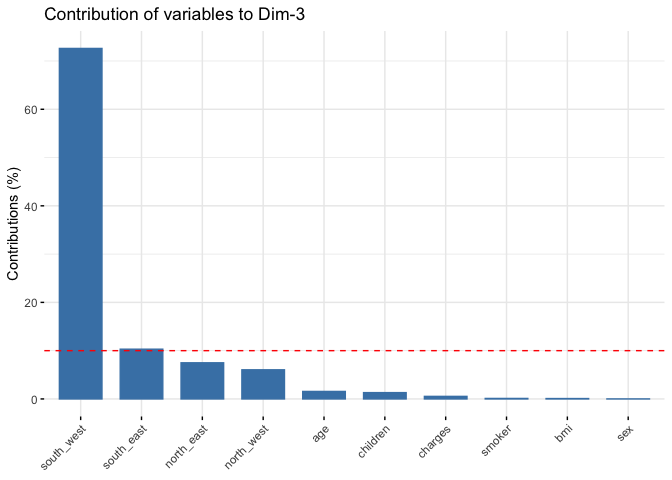 Contribution of variables to Dim-3
Contributions (%)
60
40
20
0
south_west
south_east
north_east
north_west
age
children
charges
smoker
bmi
sex